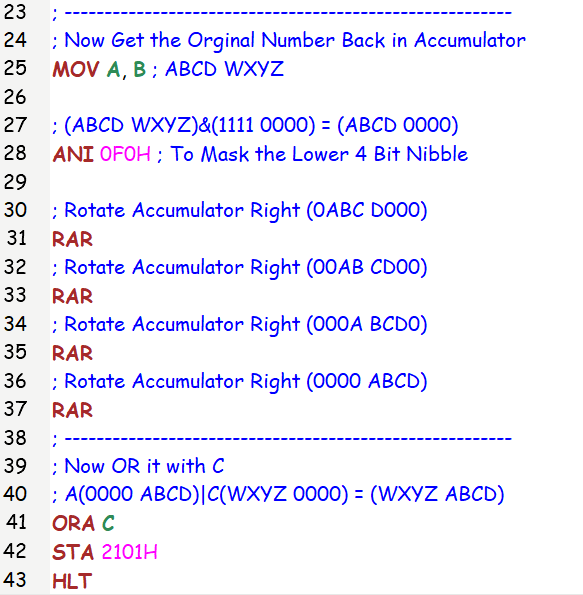 23 ; --------------------------------------------------------
24 ; Now Get the Orginal Number Back in Accumulator
25 MOV A, B ; ABCD WXYZ
26
27 ; (ABCD WXYZ)&(1111 0000) = (ABCD 0000)
28 ANI 0F0H ; To Mask the Lower 4 Bit Nibble
29
30 ; Rotate Accumulator Right (0ABC D000)
31 RAR
32 ; Rotate Accumulator Right (00AB CD00)
33 RAR
34 ; Rotate Accumulator Right (000A BCD0)
35 RAR
36 ; Rotate Accumulator Right (0000 ABCD)
37 RAR
38 ; --------------------------------------------------------
39 ; Now OR it with C
40 ; A(0000 ABCD)|C(WXYZ 0000) = (WXYZ ABCD)
41 ORA C
42 STA 2101H
43 HLT